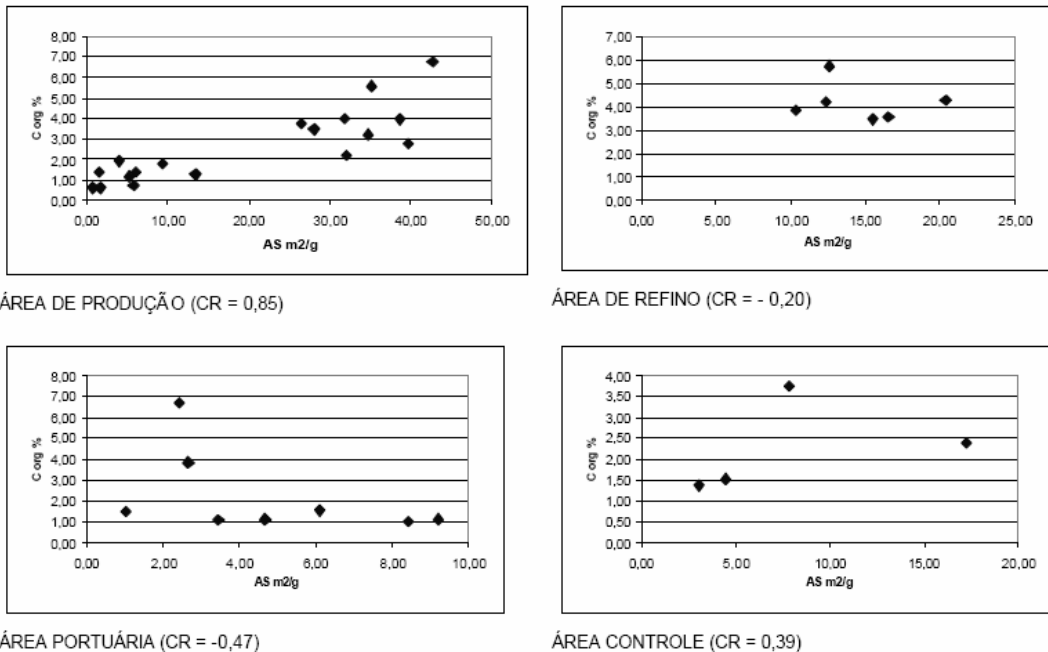 8,00
7,00
6,00
5,00
4,00
3,00
2,00
1,00
0,00
C org %
0,00 10,00 20,00 30,00 40,00 50,00
AS m2/g
ÁREA DE PRODUÇÃO (CR = 0,85)
7,00
6,00
5,00
4,00
3,00
2,00
1,00
0,00
C org %
0,00 5,00 10,00 15,00 20,00 25,00
AS m2/g
ÁREA DE REFINO (CR = - 0,20)
8,00
7,00
6,00
5,00
4,00
3,00
2,00
1,00
0,00
C org %
0,00 2,00 4,00 6,00 8,00 10,00
AS m2/g
ÁREA PORTUÁRIA (CR = -0,47)
4,00
3,50
3,00
2,50
2,00
1,50
1,00
0,50
0,00
C org %
0,00 5,00 10,00 15,00 20,00
AS m2/g
ÁREA CONTROLE (CR = 0,39)